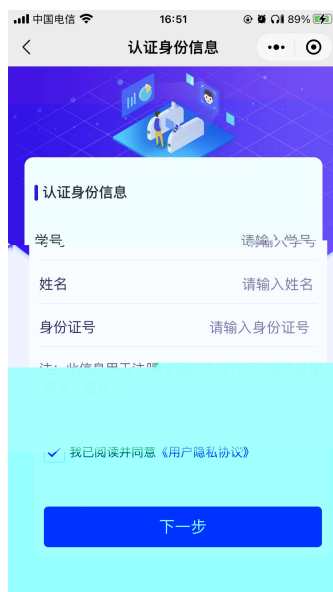 中国电信 16:51 89%
认证身份信息
认证身份信息
学号 请输入学号
姓名 请输入姓名
身份证号 请输入身份证号
注：此信息用于注册
我已阅读并同意《用户隐私协议》
下一步